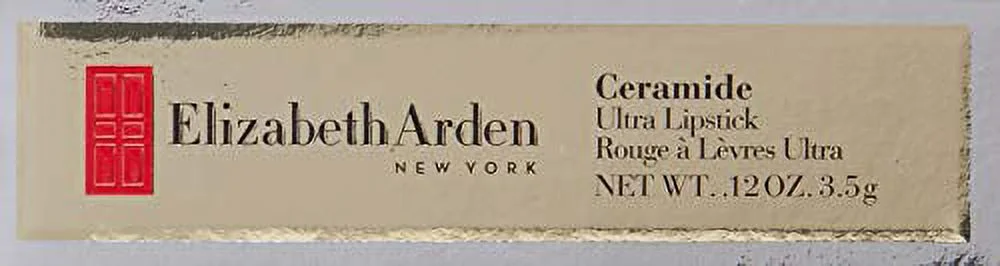 Elizabeth Arden
NEW YORK
Ceramide
Ultra Lipstick
Rouge à Lèvres Ultra
NET WT. .12 OZ. 3.5g